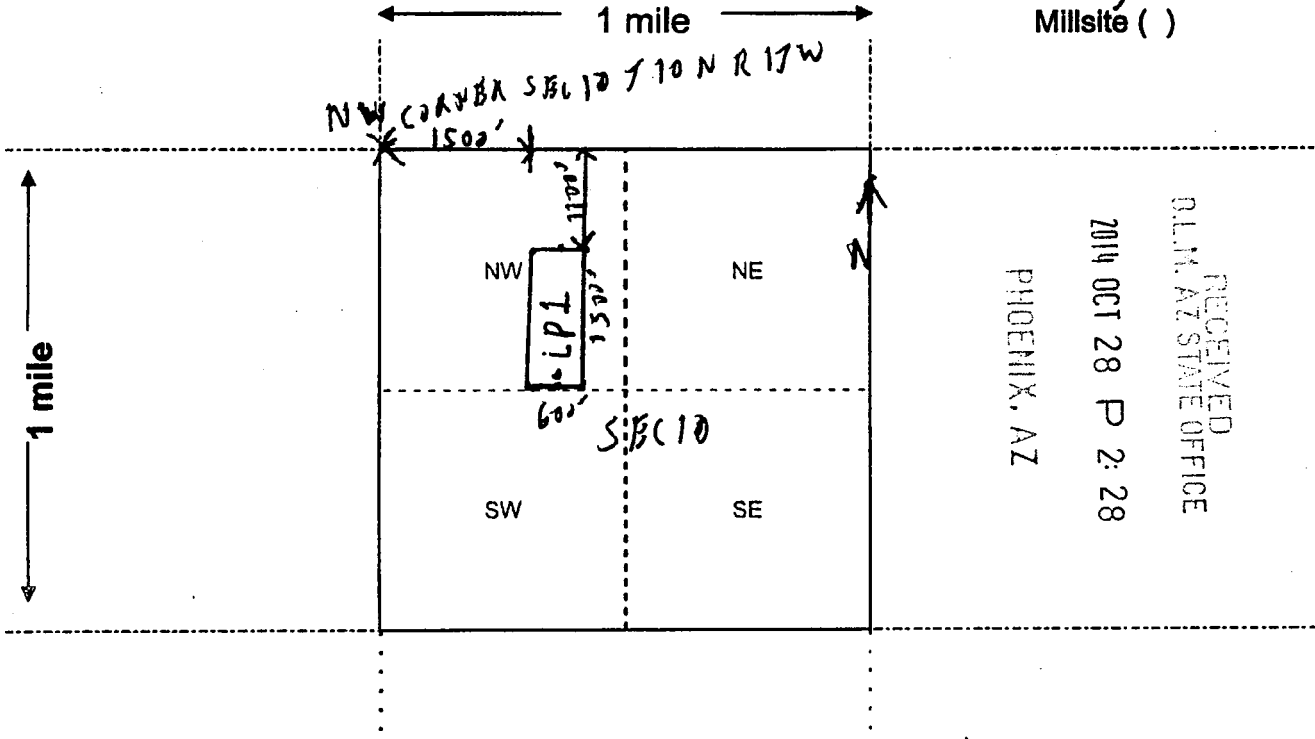 1 mile
Millsite ( )
NW CORNER SEC 10 T 10 N R 17 W
1500'
1100'
N
NW
NE
LP1
1500'
1 mile
600'
SEC 10
SW
SE
RECEIVED
B.L.M. AZ STATE OFFICE
2014 OCT 28 P 2:28
PHOENIX, AZ